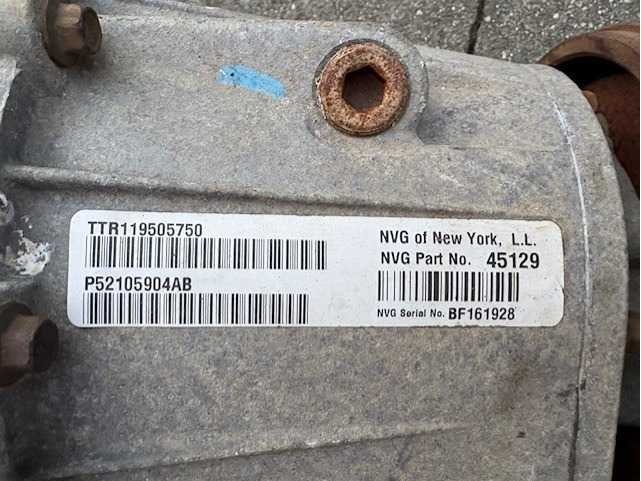 TTR119505750
P52105904AB
NVG of New York, L.L.
NVG Part No. 45129
NVG Serial No. BF161928